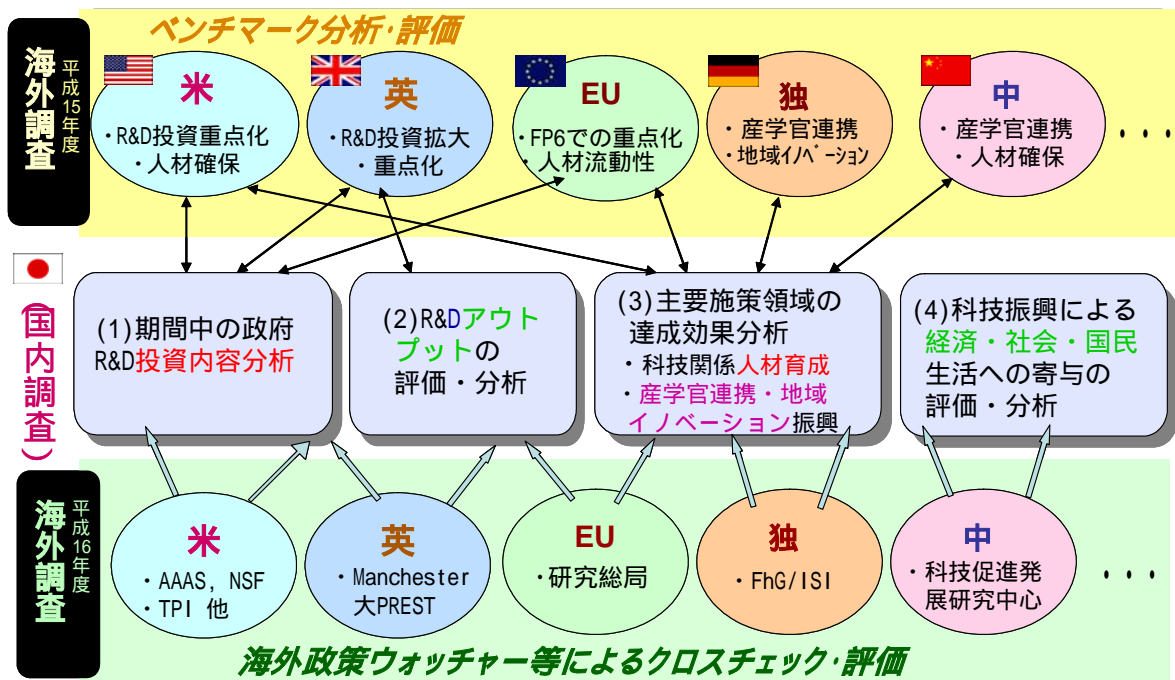 ベンチマーク分析・評価
海外調査
平成15年度
米
・R&D投資重点化
・人材確保
英
・R&D投資拡大
・重点化
EU
・FP6での重点化
・人材流動性
独
・産学官連携
・地域イノベーション
中
・産学官連携
・人材確保
・・・・
(国内調査)
(1)期間中の政府
R&D投資内容分析
(2)R&Dアウト
プットの
評価・分析
(3)主要施策領域の
達成効果分析
・科技関係人材育成
・産学官連携・地域
イノベーション振興
(4)科技振興による
経済・社会・国民
生活への寄与の
評価・分析
海外調査
平成16年度
米
・AAAS, NSF
・TPI 他
英
・Manchester
大PREST
EU
・研究総局
独
・FhG/ISI
中
・科技促進発
展研究中心
・・・・
海外政策ウォッチャー等によるクロスチェック・評価